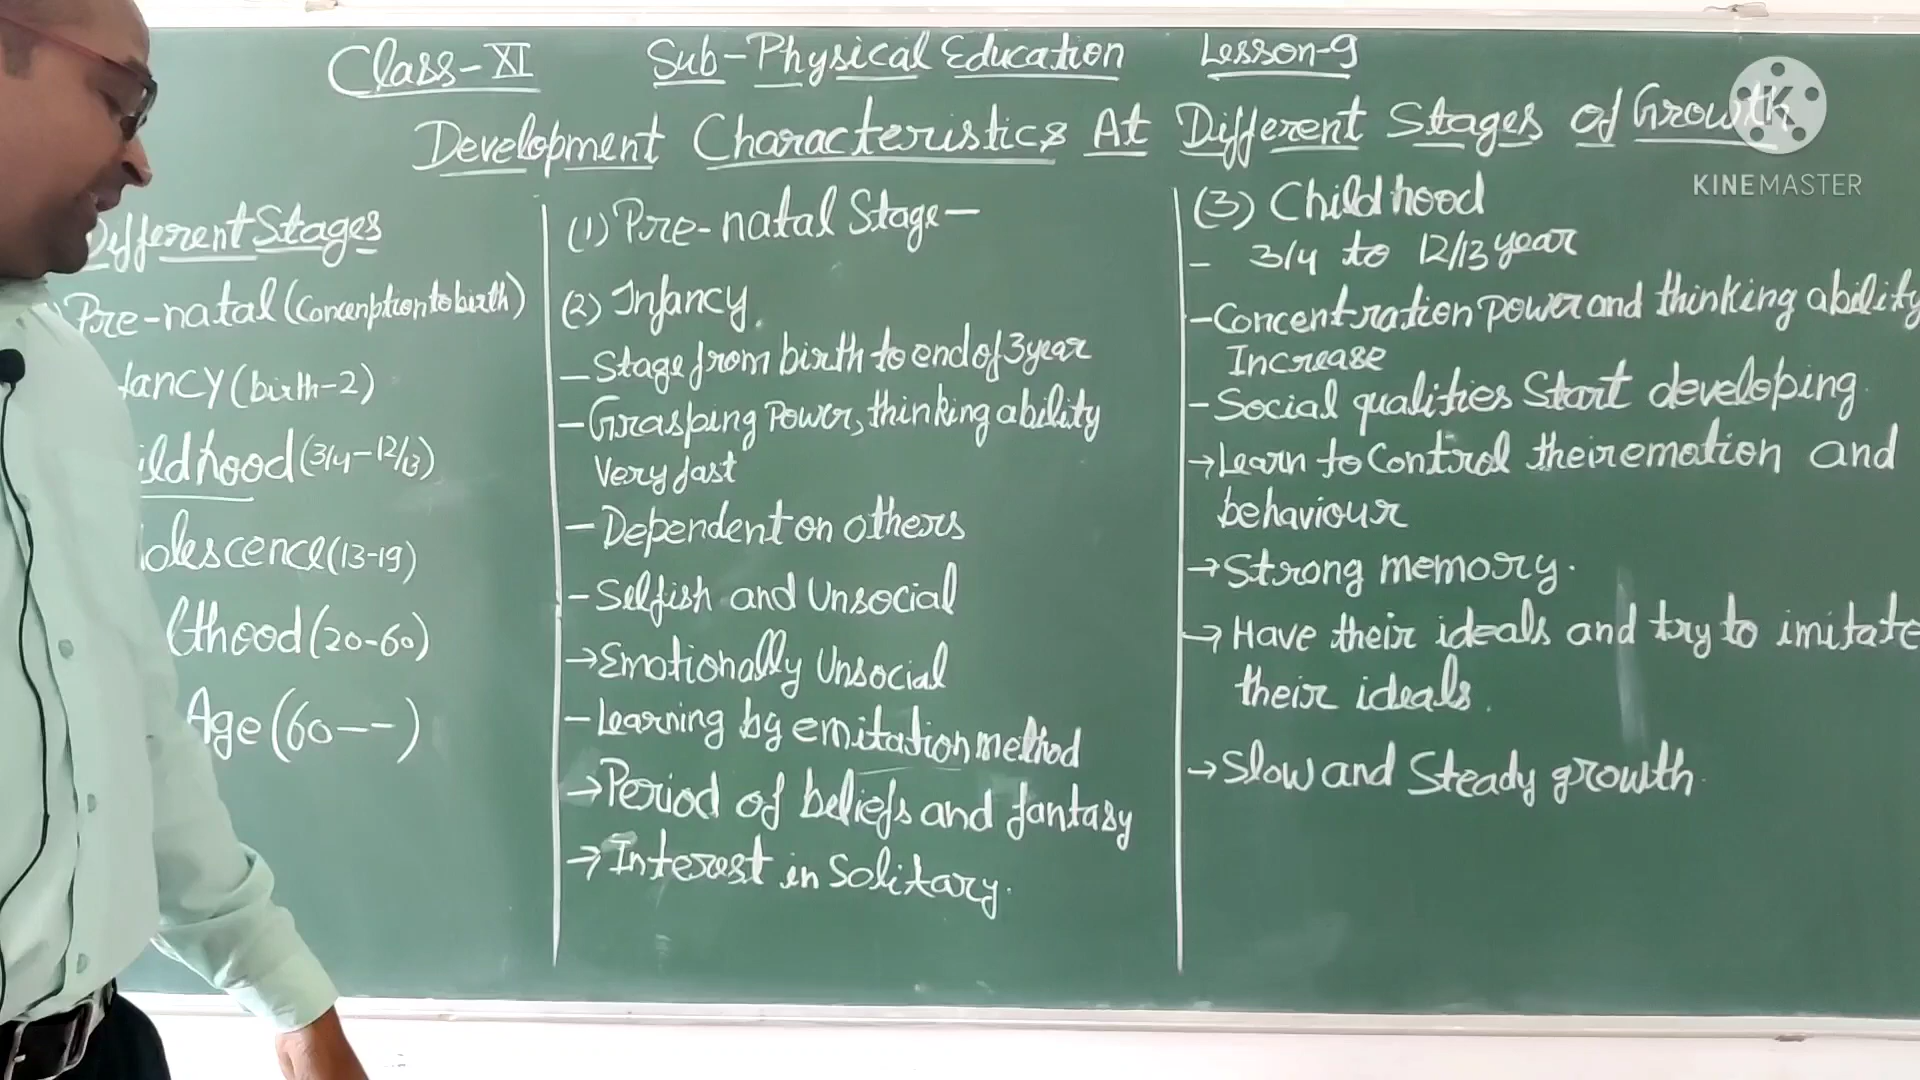 Class-XI Sub-Physical Education Lesson-9
Development Characteristics At Different Stages of Growth
KINEMASTER
Different Stages
Pre-natal (Concenption to birth)
fancy (birth-2)
ildhood (3/4-12/13)
olescence (13-19)
lthood (20-60)
Age (60--)
(1) Pre-natal Stage-
(2) Infancy
- Stage from birth to end of 3 year
- Grasping Power, thinking ability
Very fast
- Dependent on others
- Selfish and Unsocial
→ Emotionally Unsocial
- Learning by emitation method
→ Period of beliefs and fantasy
→ Interest in Solitary.
(3) Childhood
- 3/4 to 12/13 year
- Concentration power and thinking ability
Increase
- Social qualities Start developing.
→ Learn to Control their emotion and
behaviour
→ Strong memory.
→ Have their ideals and try to imitate
their ideals.
→ Slow and Steady growth.